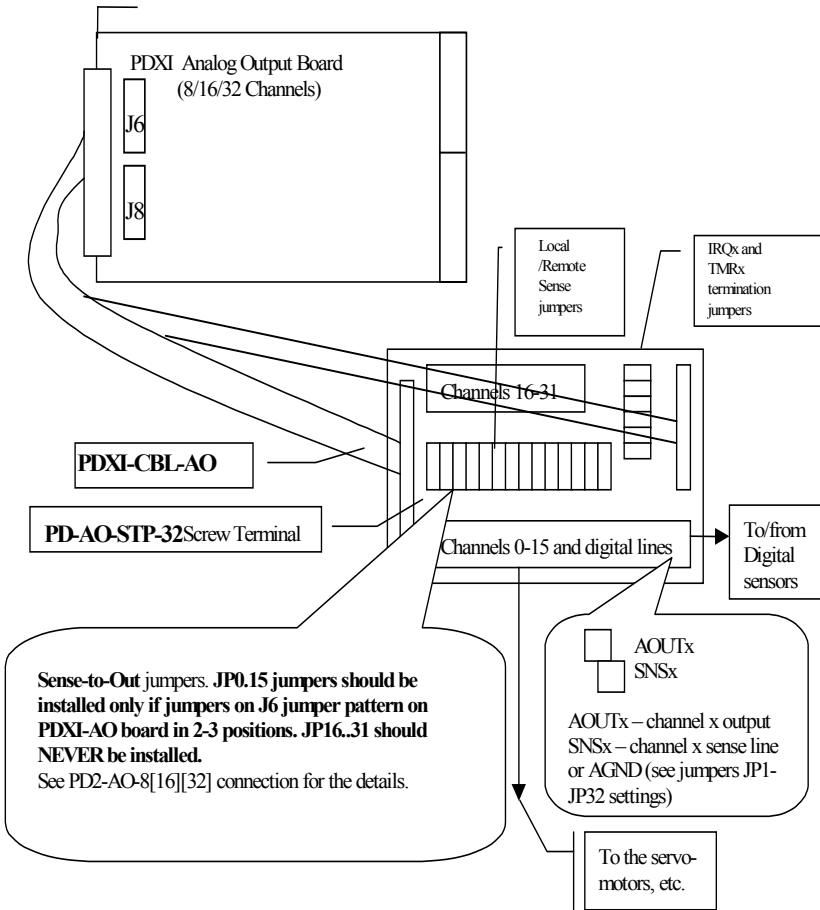 PDXI Analog Output Board
(8/16/32 Channels)
J6
J8
Local
/Remote
Sense
jumpers
IRQx and
TMRx
termination
jumpers
Channels 16-31
PDXI-CBL-AO
PD-AO-STP-32 Screw Terminal
Channels 0-15 and digital lines
To/from
Digital
sensors
Sense-to-Out jumpers. JP0.15 jumpers should be
installed only if jumpers on J6 jumper pattern on
PDXI-AO board in 2-3 positions. JP16..31 should
NEVER be installed.
See PD2-AO-8[16][32] connection for the details.
AOUTx
SNSx
AOUTx – channel x output
SNSx – channel x sense line
or AGND (see jumpers JP1-
JP32 settings)
To the servo-
motors, etc.